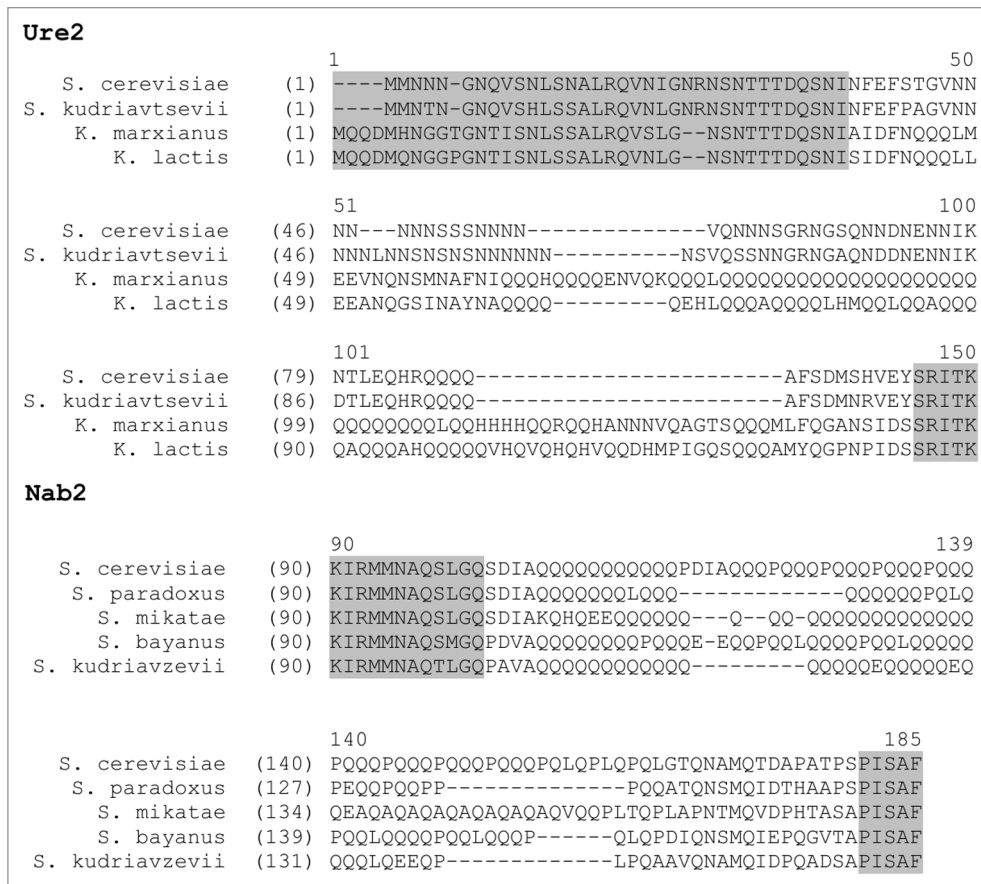 Ure2
1 50
S. cerevisiae (1) ----MMNNN-GNQVSNLSNALRQVNIGNRNSNTTTDQSNINFEFSTGVNN
S. kudriavtsevii (1) ----MMNTN-GNQVSHLSNALRQVNIGNRNSNTTTDQSNINFEFPAGVNN
K. marxianus (1) MQQDMHNGGTGNTISNLSSALRQVSLG--NSNTTTDQSNIAIDFNQQQLM
K. lactis (1) MQQDMQNGGPGNTISNLSSALRQVNLG--NSNTTTDQSNISIDFNQQQLL
51 100
S. cerevisiae (46) NN---NNNSSSNNNN--------------VQNNNSGRNGSQNNDNENNIK
S. kudriavtsevii (46) NNNLNNSNSNSNNNNNN----------NSVQSSNNGRNGAQNDDNENNIK
K. marxianus (49) EEVNQNSMNAFNIQQQHQQQQENVQKQQQLQQQQQQQQQQQQQQQQQQQQ
K. lactis (49) EEANQGSINAYNAQQQQ---------QEHLQQQAQQQQLHMQQLQQAQQQ
101 150
S. cerevisiae (79) NTLEQHRQQQQ------------------------AFSDMSHVEYSRITK
S. kudriavtsevii (86) DTLEQHRQQQQ------------------------AFSDMNRVEYSRITK
K. marxianus (99) QQQQQQQQLQQHHHHQQRQQHANNNVQAGTSQQQMLFQGANSIDSSRITK
K. lactis (90) QAQQQAHQQQQQVHQVQHQHVQQDHMPIGQSQQQAMYQGPNPIDSSRITK
Nab2
90 139
S. cerevisiae (90) KIRMMNAQSLGQSDIAQQQQQQQQQQQPDIAQQQPQQQPQQQPQQQPQQQ
S. paradoxus (90) KIRMMNAQSLGQSDIAQQQQQQQLQQQ-------------QQQQQQPQLQ
S. mikatae (90) KIRMMNAQSLGQSDIAKQHQEEQQQQQQ---Q--QQ-QQQQQQQQQQQQQ
S. bayanus (90) KIRMMNAQSMGQPDVAQQQQQQQQPQQQE-EQQPQQLQQQQPQQLQQQQQ
S. kudriavzevii (90) KIRMMNAQTLGQPAVAQQQQQQQQQQQQ---------QQQQQEQQQQQEQ
140 185
S. cerevisiae (140) PQQQPQQQPQQQPQQQPQLQPLQPQLGTQNAMQTDAPATPSPISAF
S. paradoxus (127) PEQQPQQPP--------------PQQATQNSMQIDTHAAPSPISAF
S. mikatae (134) QEAQAQAQAQAQAQAQAQVQQPLTQPLAPNTMQVDPHTASAPISAF
S. bayanus (139) PQQLQQQQPQQLQQQP------QLQPDIQNSMQIEPQGVTAPISAF
S. kudriavzevii (131) QQQLQEEQP-------------LPQAAVQNAMQIDPQADSAPISAF